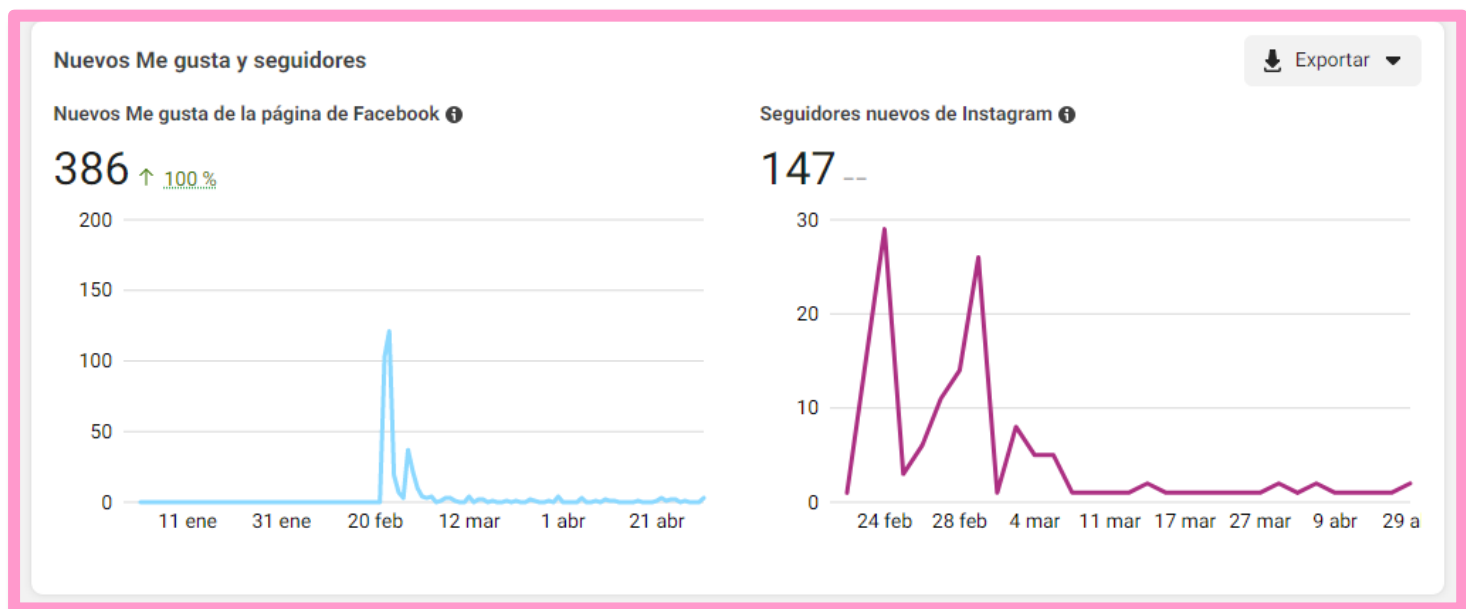 Nuevos Me gusta y seguidores
Exportar
Nuevos Me gusta de la página de Facebook
386 ↑ 100 %
200
150
100
50
0
11 ene 31 ene 20 feb 12 mar 1 abr 21 abr
Seguidores nuevos de Instagram
147 --
30
20
10
0
24 feb 28 feb 4 mar 11 mar 17 mar 27 mar 9 abr 29 a